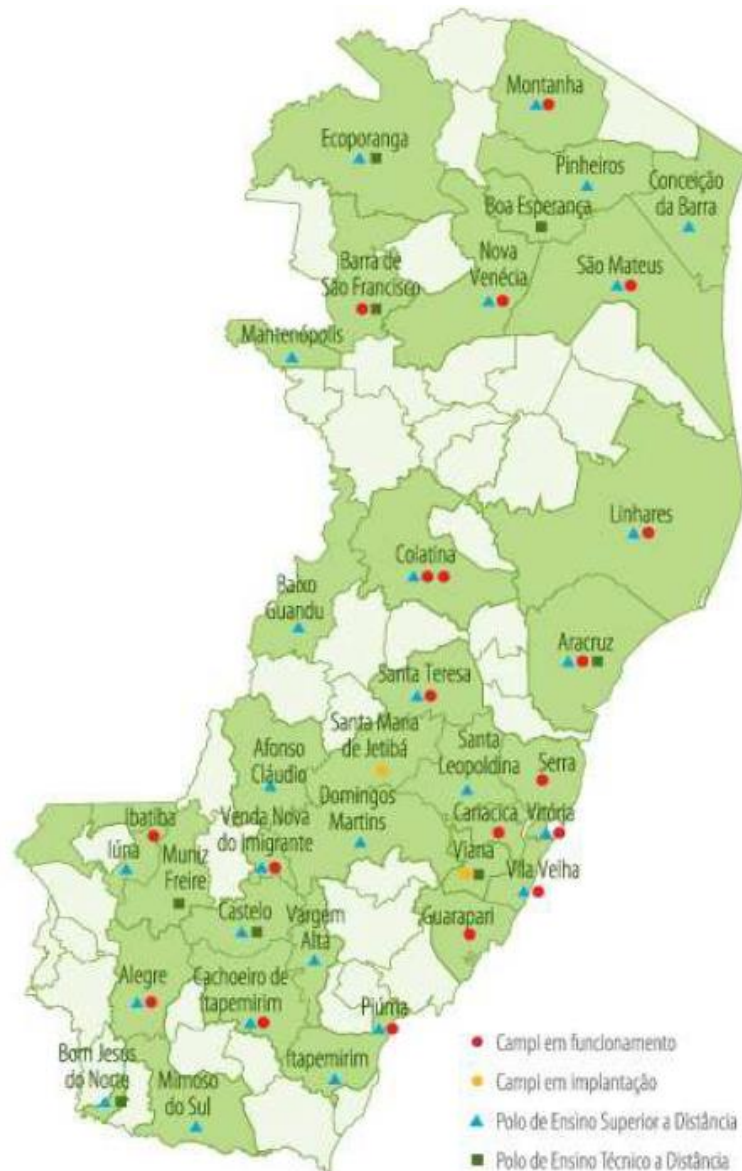 Montanha
Ecoporanga
Pinheiros
Conceição
da Barra
Boa Esperança
Nova
Venécia
São Mateus
Barra de
São Francisco
Mantenópolis
Linhares
Colatina
Baixo
Guandu
Aracruz
Santa Teresa
Santa Maria
de Jetibá
Afonso
Cláudio
Santa
Leopoldina
Serra
Domingos
Martins
Cariacica
Vitória
Ibatiba
Venda Nova
do Imigrante
Iúna
Muniz
Freire
Viana
Vila Velha
Castelo
Vargem
Alta
Guarapari
Alegre
Cachoeiro de
Itapemirim
Piúma
Bom Jesus
do Norte
Mimoso
do Sul
Itapemirim
Campi em funcionamento
Campi em implantação
Polo de Ensino Superior a Distância
Polo de Ensino Técnico a Distância